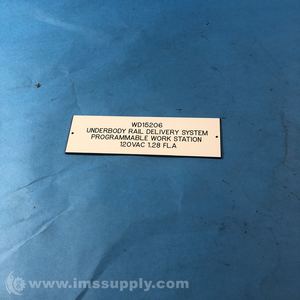 WD15206
UNDERBODY RAIL DELIVERY SYSTEM
PROGRAMMABLE WORK STATION
120VAC 1.28 FLA
© www.imssupply.com